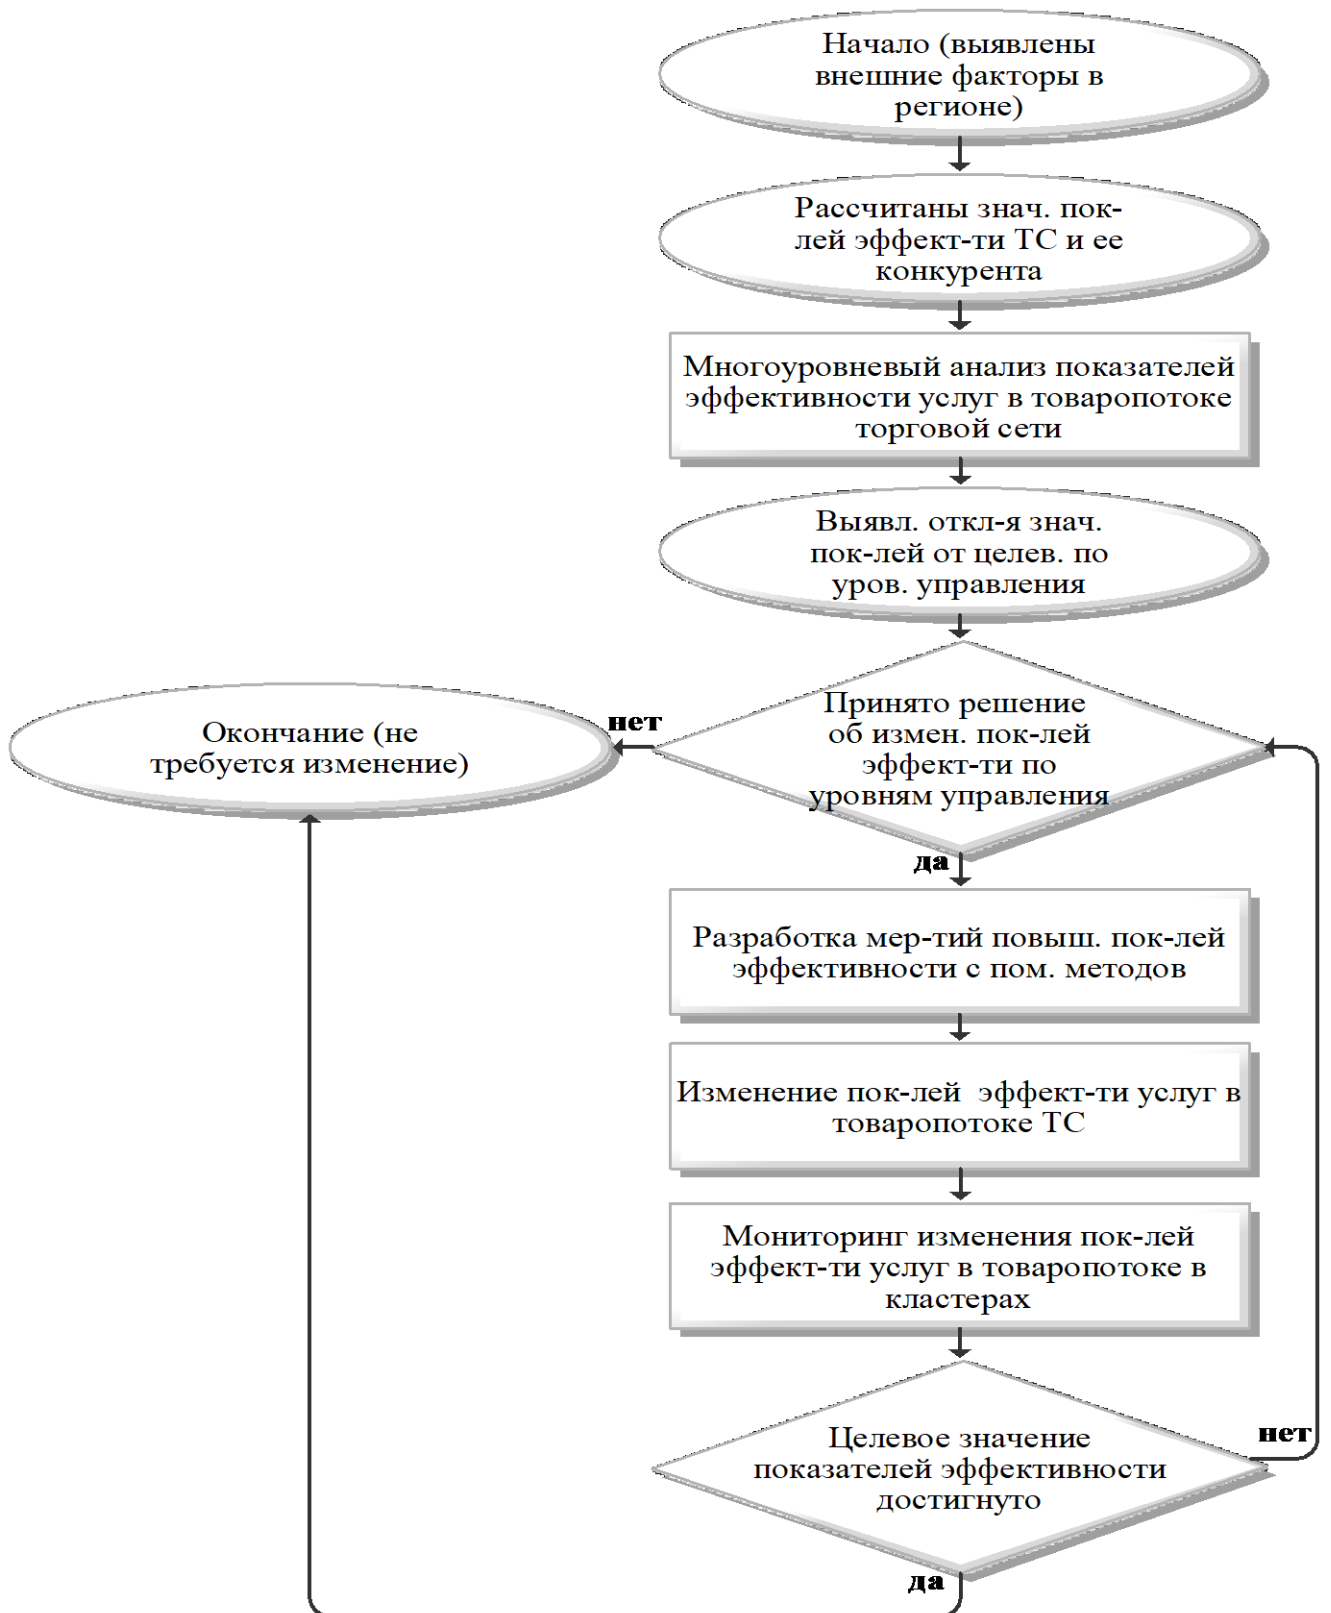 Начало (выявлены
внешние факторы в
регионе)
Рассчитаны знач. пок-
лей эффект-ти ТС и ее
конкурента
Многоуровневый анализ показателей
эффективности услуг в товаропотоке
торговой сети
Выявл. откл-я знач.
пок-лей от целев. по
уров. управления
Принято решение
об измен. пок-лей
эффект-ти по
уровням управления
нет
Окончание (не
требуется изменение)
да
Разработка мер-тий повыш. пок-лей
эффективности с пом. методов
Изменение пок-лей  эффект-ти услуг в
товаропотоке ТС
Мониторинг изменения пок-лей
эффект-ти услуг в товаропотоке в
кластерах
Целевое значение
показателей эффективности
достигнуто
нет
да